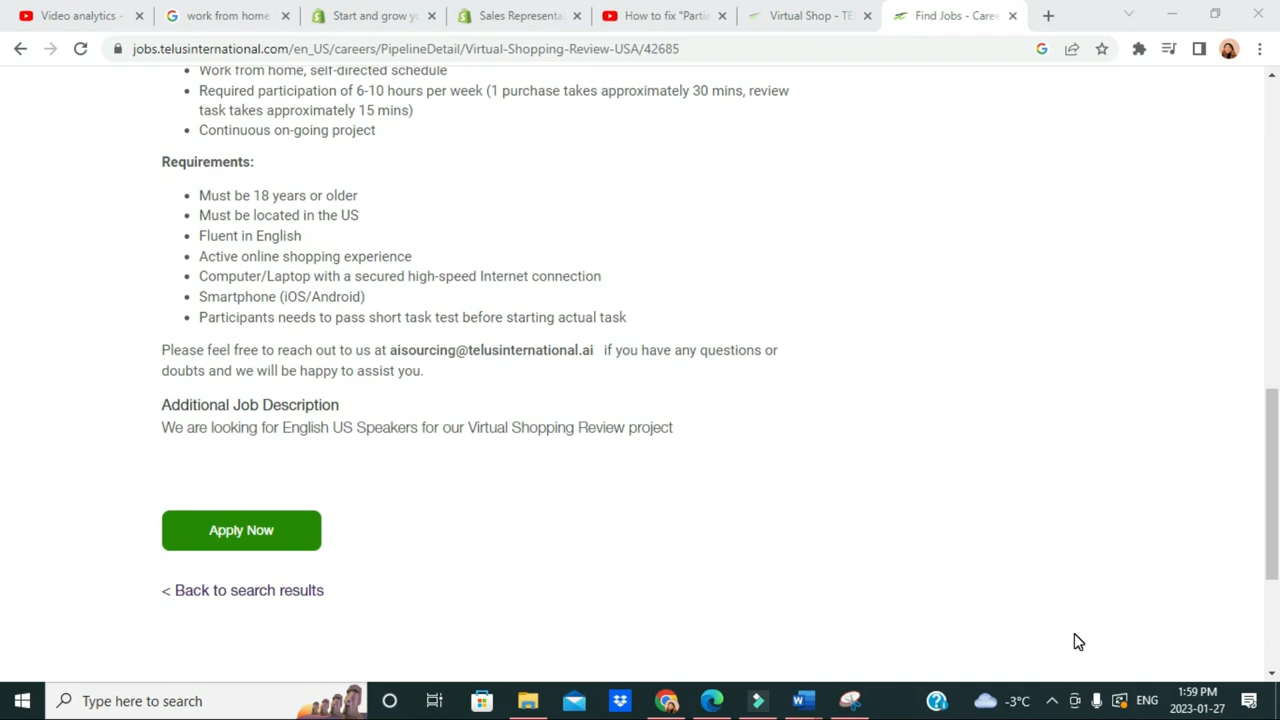 Video analytics -
work from home
Start and grow yo
Sales Representa
How to fix "Partia
Virtual Shop - TE
Find Jobs - Caree
jobs.telusinternational.com/en_US/careers/PipelineDetail/Virtual-Shopping-Review-USA/42685
Work from home, self-directed schedule
Required participation of 6-10 hours per week (1 purchase takes approximately 30 mins, review
task takes approximately 15 mins)
Continuous on-going project
Requirements:
Must be 18 years or older
Must be located in the US
Fluent in English
Active online shopping experience
Computer/Laptop with a secured high-speed Internet connection
Smartphone (iOS/Android)
Participants needs to pass short task test before starting actual task
Please feel free to reach out to us at aisourcing@telusinternational.ai if you have any questions or
doubts and we will be happy to assist you.
Additional Job Description
We are looking for English US Speakers for our Virtual Shopping Review project
Apply Now
< Back to search results
Type here to search
-3°C
ENG
1:59 PM
2023-01-27